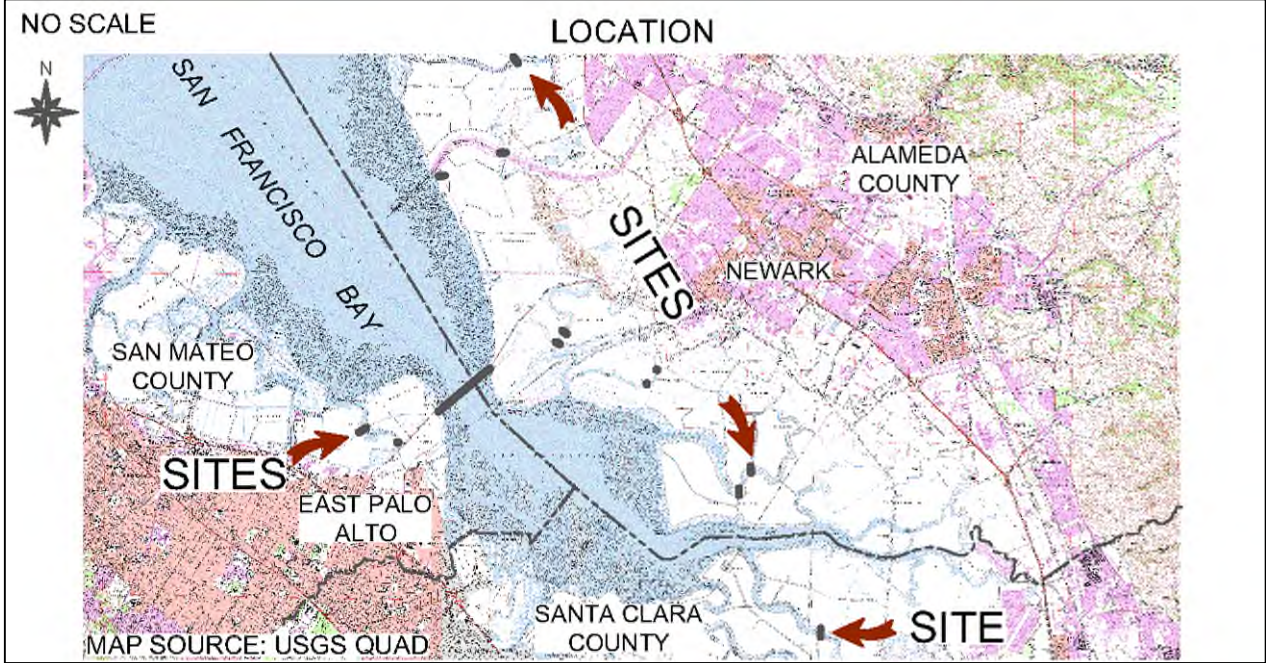 NO SCALE
LOCATION
N
SAN
FRANCISCO
BAY
ALAMEDA
COUNTY
SITES
NEWARK
SAN MATEO
COUNTY
SITES
EAST PALO
ALTO
SANTA CLARA
COUNTY
SITE
MAP SOURCE: USGS QUAD